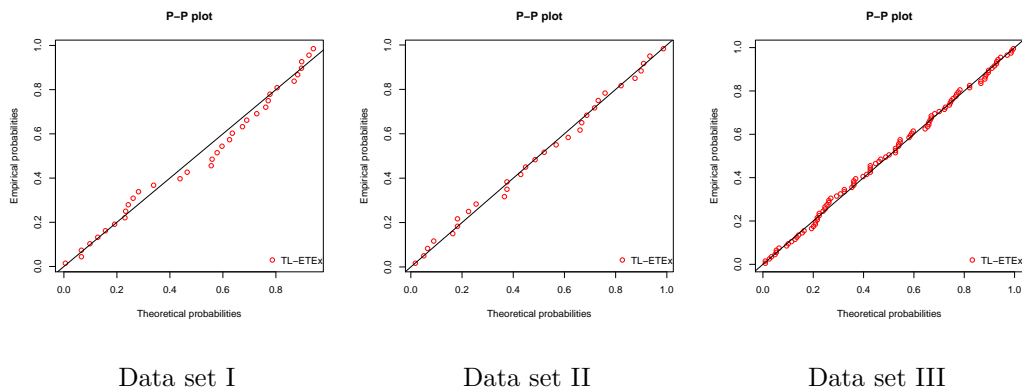 P−P plot
Empirical probabilities
0.0 0.2 0.4 0.6 0.8 1.0
TL−ETEx
0.0 0.2 0.4 0.6 0.8
Theoretical probabilities
Data set I
P−P plot
Empirical probabilities
0.0 0.2 0.4 0.6 0.8 1.0
TL−ETEx
0.0 0.2 0.4 0.6 0.8 1.0
Theoretical probabilities
Data set II
P−P plot
Empirical probabilities
0.0 0.2 0.4 0.6 0.8 1.0
TL−ETEx
0.0 0.2 0.4 0.6 0.8 1.0
Theoretical probabilities
Data set III